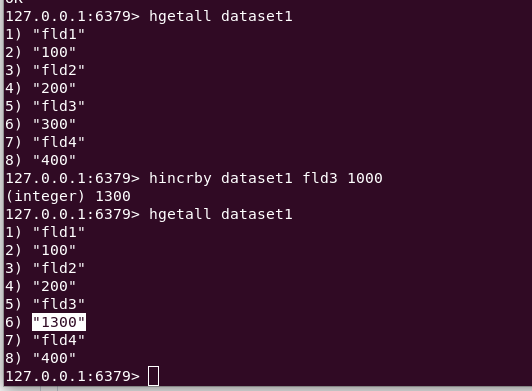 OK
127.0.0.1:6379> hgetall dataset1
1) "fld1"
2) "100"
3) "fld2"
4) "200"
5) "fld3"
6) "300"
7) "fld4"
8) "400"
127.0.0.1:6379> hincrby dataset1 fld3 1000
(integer) 1300
127.0.0.1:6379> hgetall dataset1
1) "fld1"
2) "100"
3) "fld2"
4) "200"
5) "fld3"
6) "1300"
7) "fld4"
8) "400"
127.0.0.1:6379>